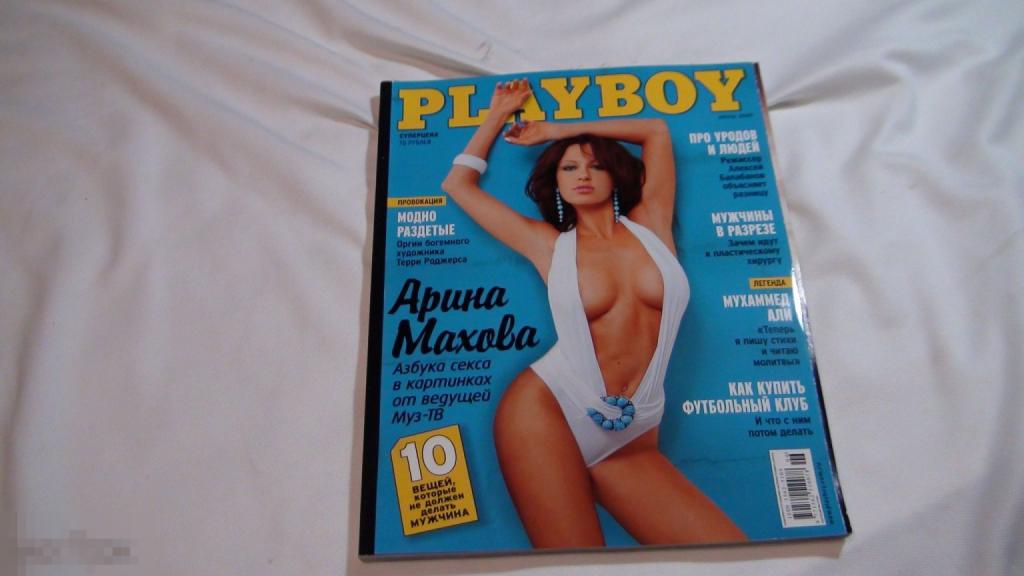 PLAYBOY
СУПЕРЦЕНА
70 РУБЛЕЙ
ПРОВОКАЦИЯ
МОДНО
РАЗДЕТЫЕ
Оргии богемного
художника
Терри Роджерса
Арина
Махова
Азбука секса
в картинках
от ведущей
Муз-ТВ
10
ВЕЩЕЙ,
которые
не должен
делать
МУЖЧИНА
ПРО УРОДОВ
И ЛЮДЕЙ
Режиссер
Алексей
Балабанов
объясняет
разницу
МУЖЧИНЫ
В РАЗРЕЗЕ
Зачем идут
к пластическому
хирургу
ЛЕГЕНДА
МУХАММЕД
АЛИ
«Теперь
я пишу стихи
и читаю
молитвы»
КАК КУПИТЬ
ФУТБОЛЬНЫЙ КЛУБ
И что с ним
потом делать